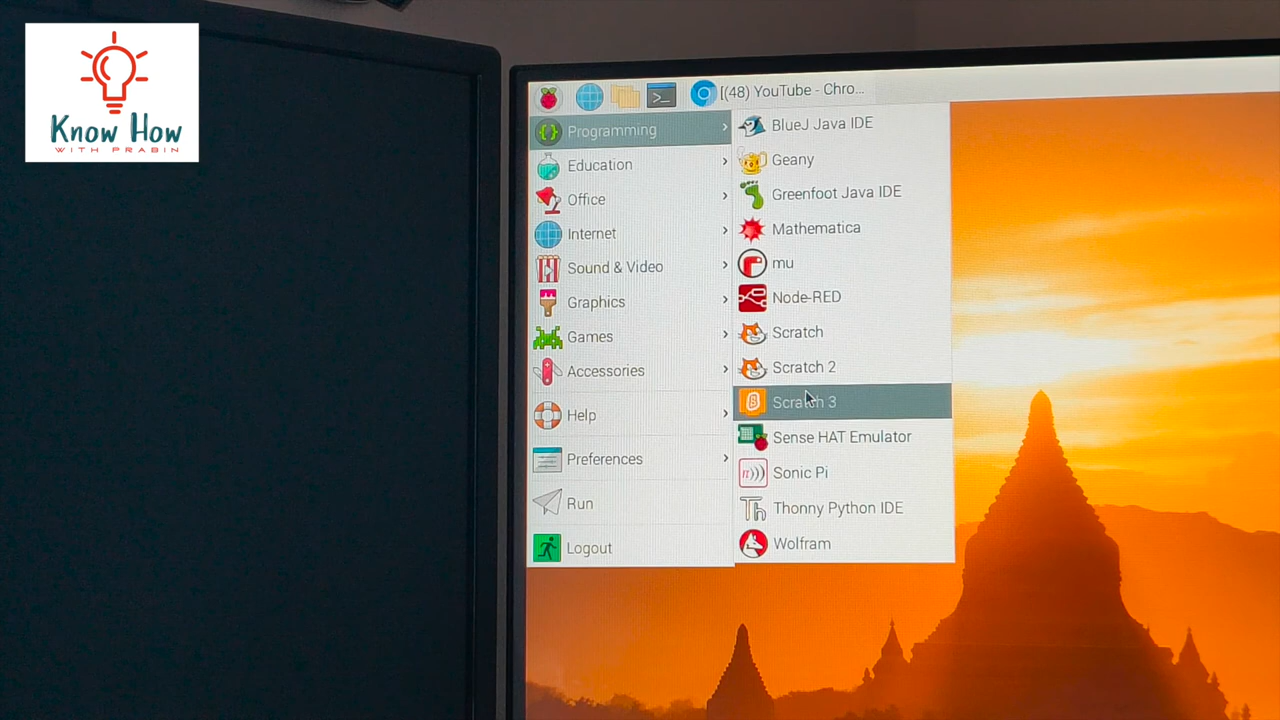 Know How
WITH PRABIN
[(48) YouTube - Chro...
Programming
Education
Office
Internet
Sound & Video
Graphics
Games
Accessories
Help
Preferences
Run
Logout
BlueJ Java IDE
Geany
Greenfoot Java IDE
Mathematica
mu
Node-RED
Scratch
Scratch 2
Scratch 3
Sense HAT Emulator
Sonic Pi
Thonny Python IDE
Wolfram